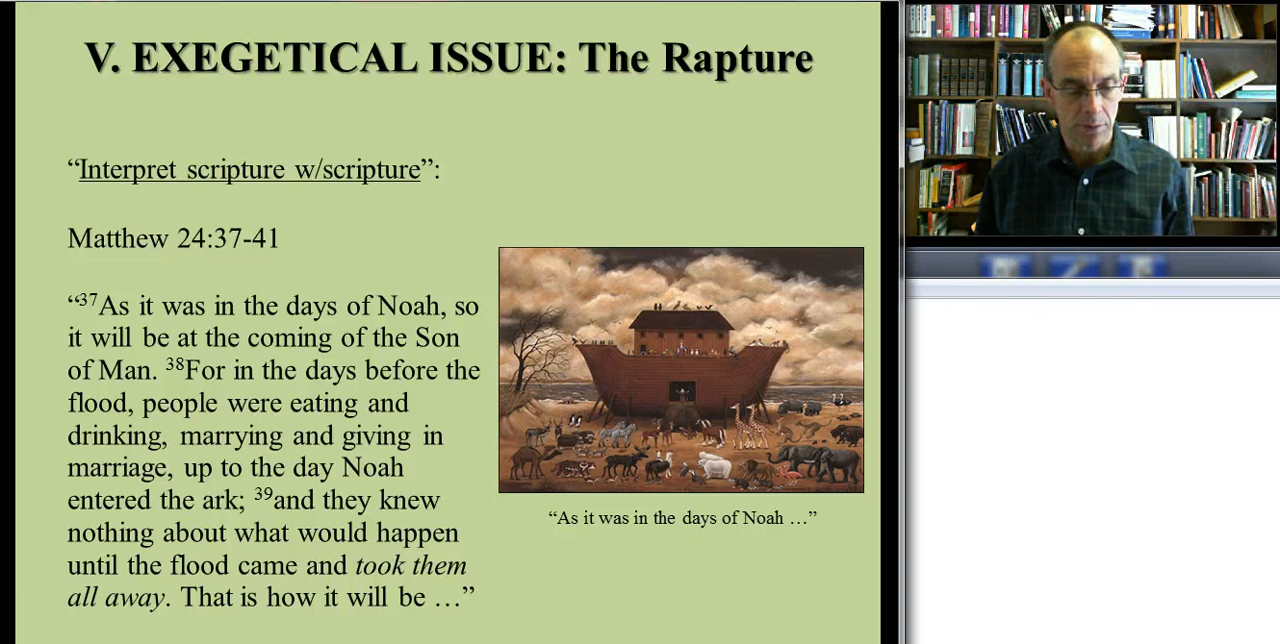 V. EXEGETICAL ISSUE: The Rapture
“Interpret scripture w/scripture”:
Matthew 24:37-41
“37As it was in the days of Noah, so
it will be at the coming of the Son
of Man. 38For in the days before the
flood, people were eating and
drinking, marrying and giving in
marriage, up to the day Noah
entered the ark; 39and they knew
nothing about what would happen
until the flood came and took them
all away. That is how it will be …”
“As it was in the days of Noah …”